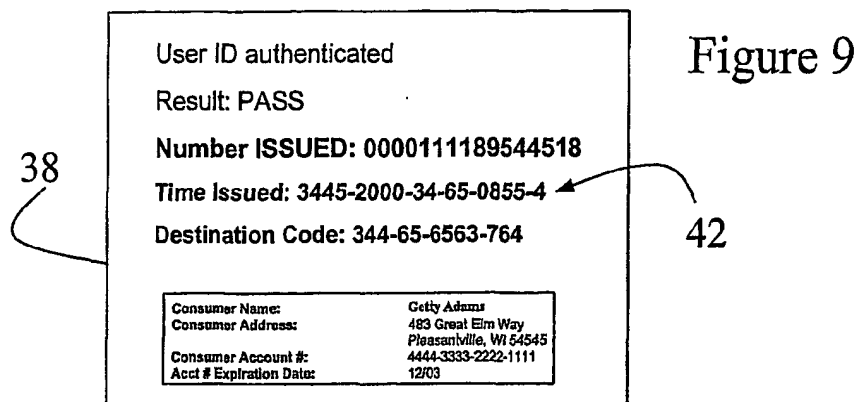 User ID authenticated
Figure 9
Result: PASS
Number ISSUED: 0000111189544518
38
Time Issued: 3445-2000-34-65-0855-4
42
Destination Code: 344-65-6563-764
Consumer Name: Getty Adams
Consumer Address: 483 Great Elm Way
Pleasantville, WI 54545
Consumer Account #: 4444-3333-2222-1111
Acct # Expiration Date: 12/03